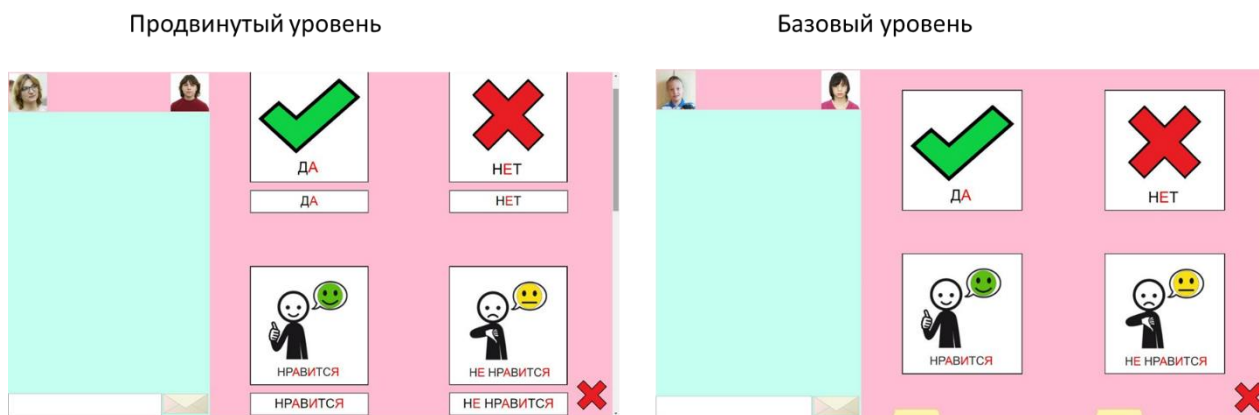 Продвинутый уровень
Базовый уровень
ДА
НЕТ
ДА
НЕТ
НРАВИТСЯ
НЕ НРАВИТСЯ
НРАВИТСЯ
НЕ НРАВИТСЯ
ДА
НЕТ
НРАВИТСЯ
НЕ НРАВИТСЯ